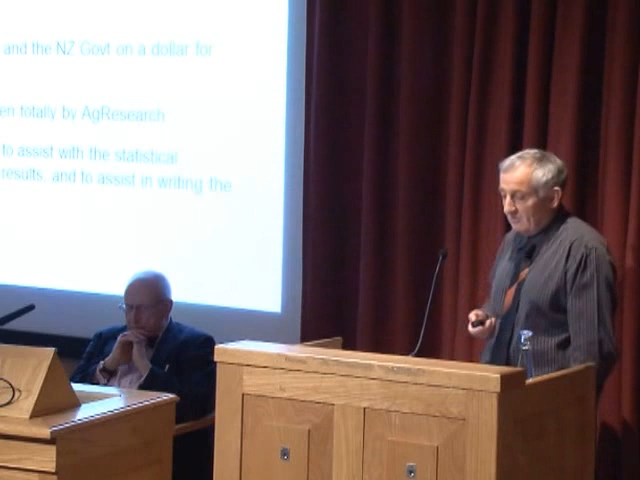 and the NZ Govt on a dollar for
en totally by AgResearch
to assist with the statistical
results, and to assist in writing the